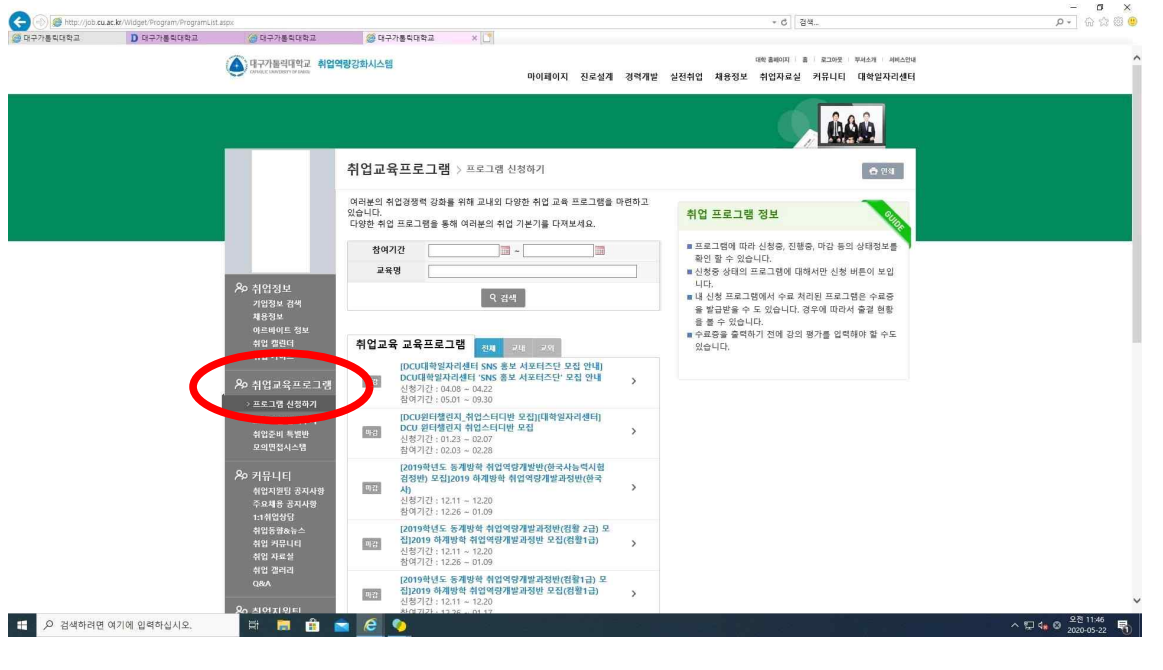 http://job.cu.ac.kr/Widget/Program/ProgramList.aspx
검색...
대구가톨릭대학교
D 대구가톨릭대학교
대구가톨릭대학교
대구가톨릭대학교
대구가톨릭대학교 취업역량강화시스템
대학 홈페이지 홈 로그아웃 부서소개 서비스안내
마이페이지 진로설계 경력개발 실전취업 채용정보 취업자료실 커뮤니티 대학일자리센터
취업교육프로그램 > 프로그램 신청하기
인쇄
여러분의 취업경쟁력 강화를 위해 교내외 다양한 취업 교육 프로그램을 마련하고
있습니다.
다양한 취업 프로그램을 통해 여러분의 취업 기본기를 다져보세요.
참여기간 ~
교육명
검색
취업 프로그램 정보
GUIDE
프로그램에 따라 신청중, 진행중, 마감 등의 상태정보를
확인 할 수 있습니다.
신청중 상태의 프로그램에 대해서만 신청 버튼이 보입
니다.
내 신청 프로그램에서 수료 처리된 프로그램은 수료증
을 발급받을 수 도 있습니다. 경우에 따라서 출결 현황
을 볼 수 있습니다.
수료증을 출력하기 전에 강의 평가를 입력해야 할 수도
있습니다.
취업정보
기업정보 검색
채용정보
아르바이트 정보
취업 캘린더
취업교육프로그램
> 프로그램 신청하기
취업준비 특별반
모의면접시스템
커뮤니티
취업지원팀 공지사항
주요채용 공지사항
1:1취업상담
취업동향&뉴스
취업 커뮤니티
취업 자료실
취업 갤러리
Q&A
취업지원팀
취업교육 교육프로그램 전체 교내 교외
[DCU대학일자리센터 SNS 홍보 서포터즈단 모집 안내]
DCU대학일자리센터 'SNS 홍보 서포터즈단' 모집 안내
신청기간 : 04.08 ~ 04.22
참여기간 : 05.01 ~ 09.30
마감
[DCU윈터챌린지_취업스터디반 모집][대학일자리센터]
DCU 윈터챌린지 취업스터디반 모집
신청기간 : 01.23 ~ 02.07
참여기간 : 02.03 ~ 02.28
마감
[2019학년도 동계방학 취업역량개발반(한국사능력시험
검정반) 모집]2019 하계방학 취업역량개발과정반(한국
사)
신청기간 : 12.11 ~ 12.20
참여기간 : 12.26 ~ 01.09
마감
[2019학년도 동계방학 취업역량개발과정반(컴활 2급) 모
집]2019 하계방학 취업역량개발과정반 모집(컴활1급)
신청기간 : 12.11 ~ 12.20
참여기간 : 12.26 ~ 01.09
마감
[2019학년도 동계방학 취업역량개발과정반(컴활1급) 모
집]2019 하계방학 취업역량개발과정반 모집(컴활1급)
신청기간 : 12.11 ~ 12.20
참여기간 : 12.26 ~ 01.17
검색하려면 여기에 입력하십시오.
오전 11:46
2020-05-22